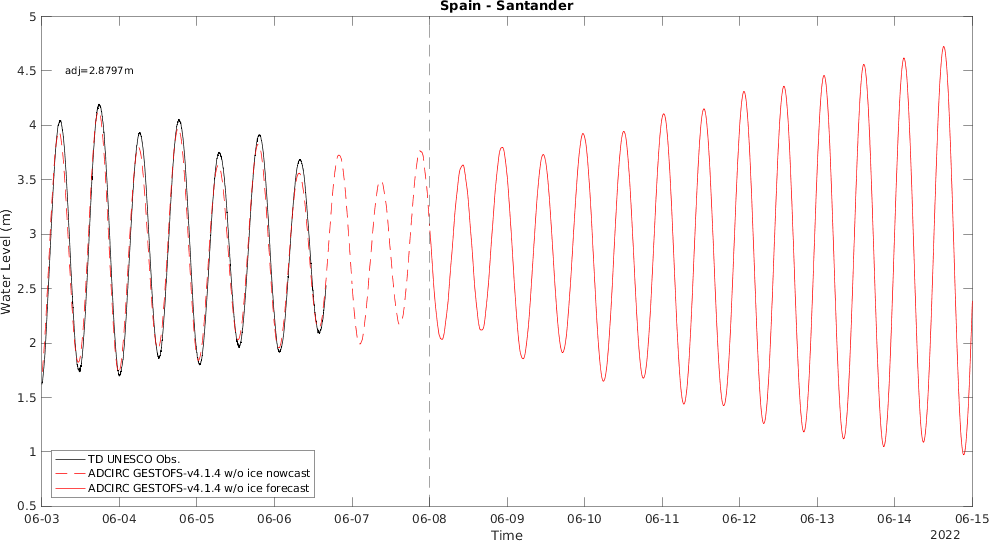 Spain - Santander
5
4.5
adj=2.8797m
4
3.5
3
Water Level (m)
2.5
2
1.5
1
0.5
TD UNESCO Obs.
ADCIRC GESTOFS-v4.1.4 w/o ice nowcast
ADCIRC GESTOFS-v4.1.4 w/o ice forecast
06-03 06-04 06-05 06-06 06-07 06-08 06-09 06-10 06-11 06-12 06-13 06-14 06-15
Time
2022